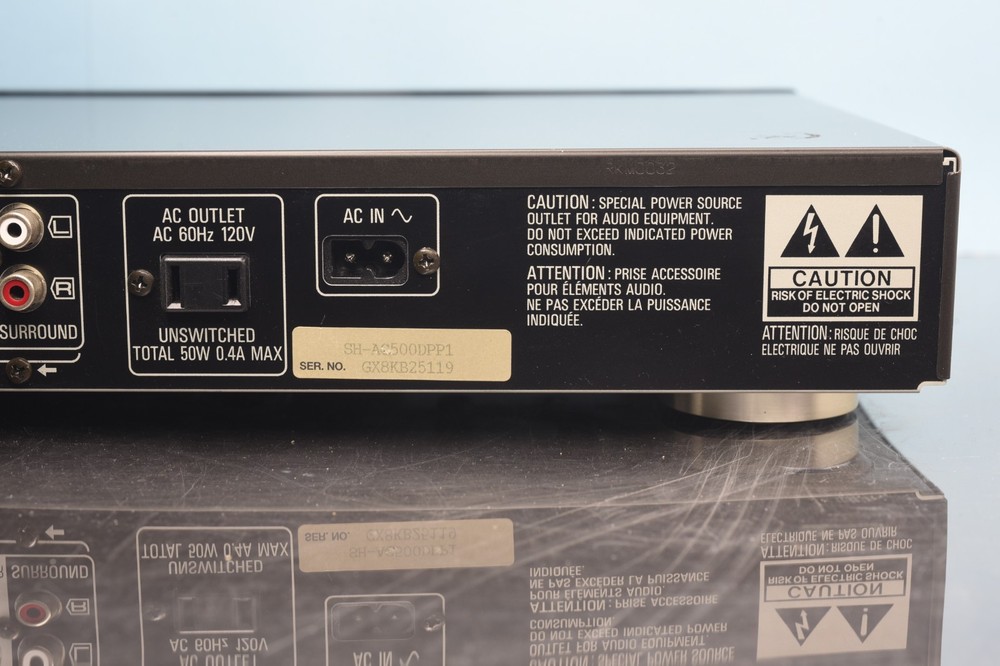 RKM0032
L
R
SURROUND
AC OUTLET
AC 60Hz 120V
UNSWITCHED
TOTAL 50W 0.4A MAX
AC IN
SH-AS500DPP1
SER. NO. GX8KB25119
CAUTION : SPECIAL POWER SOURCE
OUTLET FOR AUDIO EQUIPMENT.
DO NOT EXCEED INDICATED POWER
CONSUMPTION.
ATTENTION : PRISE ACCESSOIRE
POUR ÉLÉMENTS AUDIO.
NE PAS EXCÉDER LA PUISSANCE
INDIQUÉE.
CAUTION
RISK OF ELECTRIC SHOCK
DO NOT OPEN
ATTENTION: RISQUE DE CHOC
ELECTRIQUE NE PAS OUVRIR